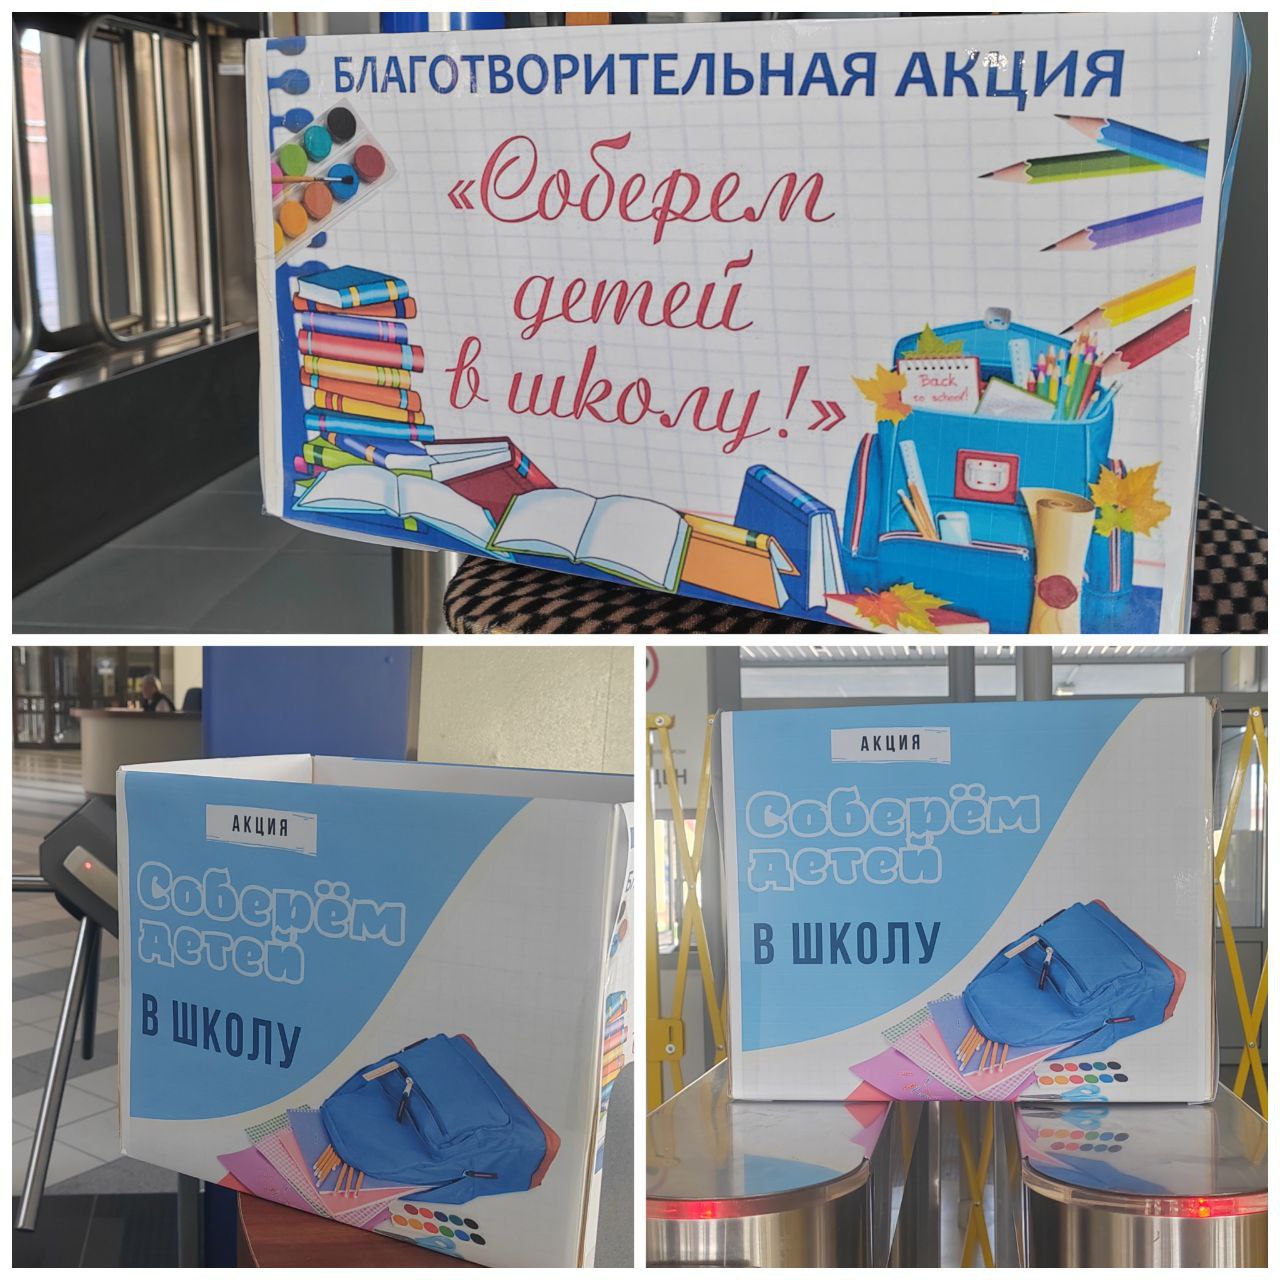 БЛАГОТВОРИТЕЛЬНАЯ АКЦИЯ
«Соберем
детей
в школу!»
Back
to school!
АКЦИЯ
Соберём
детей
В ШКОЛУ
АКЦИЯ
Соберём
детей
В ШКОЛУ